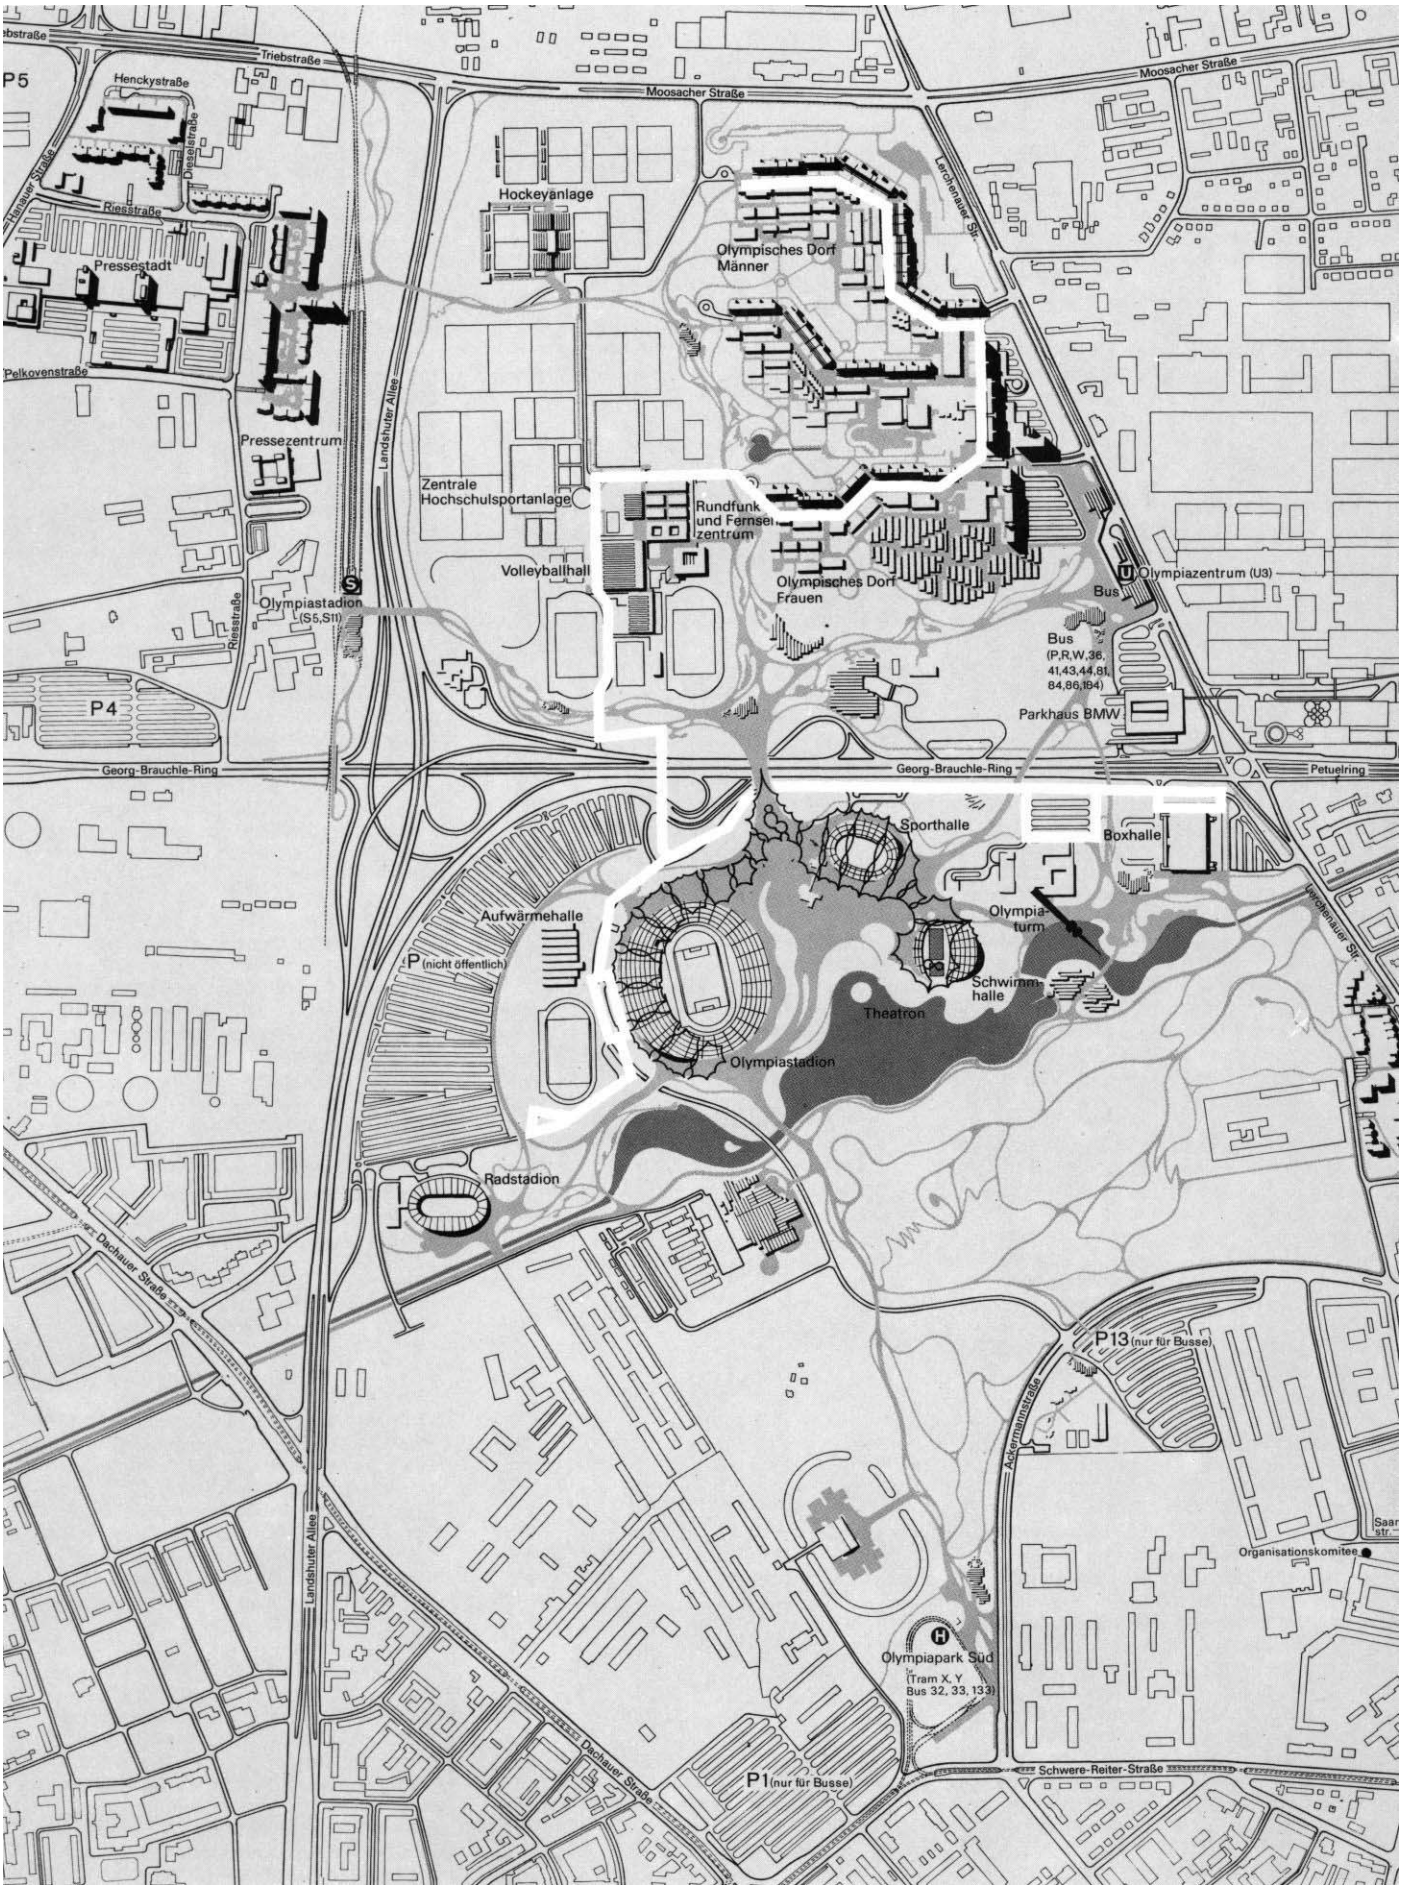 ebstraße
Triebstraße
Moosacher Straße
Moosacher Straße
P5
Henckystraße
Dieselstraße
Hanauer Straße
Riesstraße
Pressestadt
Pelkovenstraße
Hockeyanlage
Lerchenauer Str.
Olympisches Dorf
Männer
Landshuter Allee
Pressezentrum
Zentrale
Hochschulsportanlage
Rundfunk
und Fernseh
zentrum
Volleyballhall
Olympisches Dorf
Frauen
U
Olympiazentrum (U3)
Bus
S
Olympiastadion
(S5,S11)
Riesstraße
Bus
(P,R,W,36,
41,43,44,81,
84,86,184)
P4
Parkhaus BMW
Georg-Brauchle-Ring
Georg-Brauchle-Ring
Petuelring
Sporthalle
Boxhalle
Lerchenauer Str.
Aufwärmehalle
P (nicht öffentlich)
Olympia-
turm
Schwimm-
halle
Theatron
Olympiastadion
Radstadion
Dachauer Straße
P13 (nur für Busse)
Ackermannstraße
Landshuter Allee
Saar
str.
Organisationskomitee
H
Olympiapark Süd
(Tram X, Y
Bus 32, 33, 133)
Dachauer Straße
P1 (nur für Busse)
Schwere-Reiter-Straße